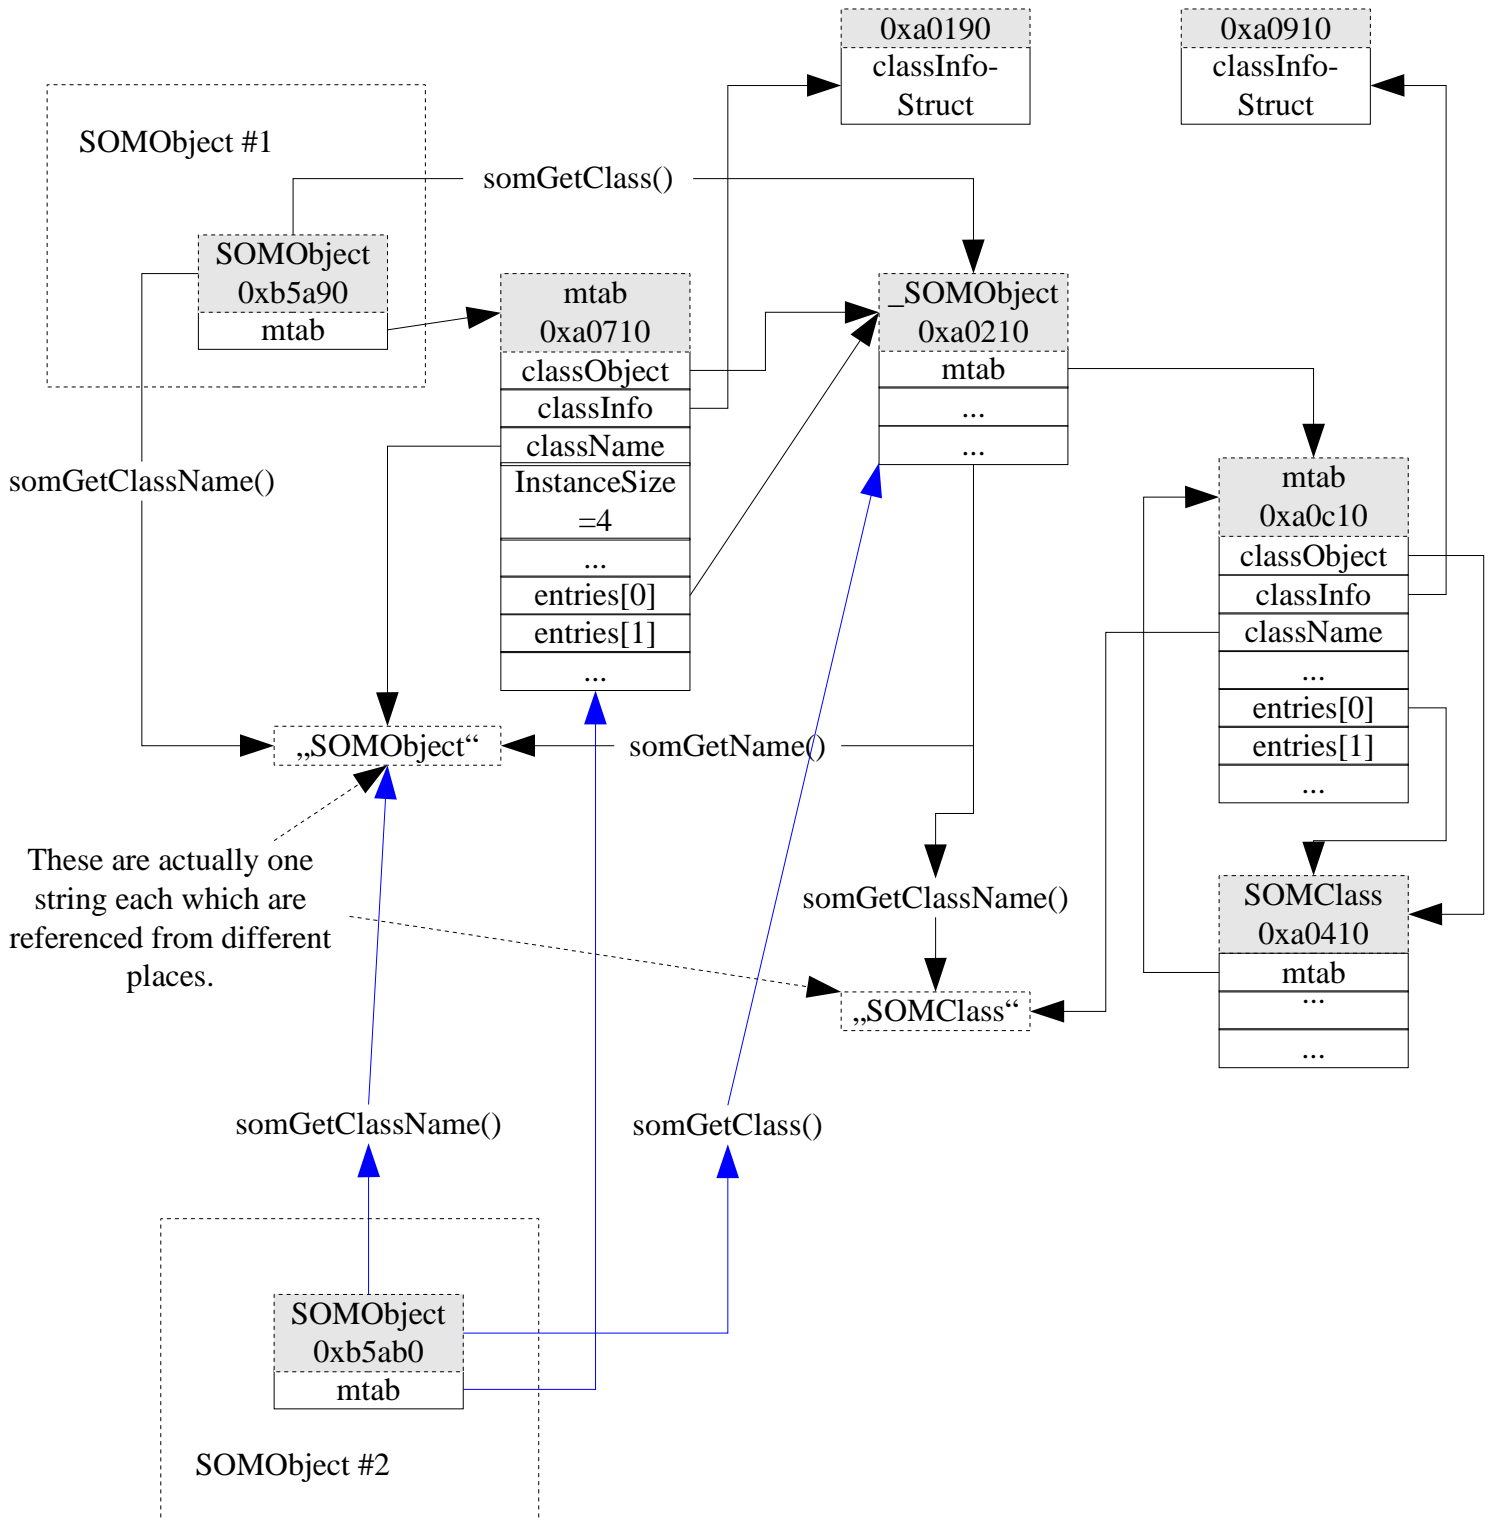 0xa0190
classInfo-
Struct
0xa0910
classInfo-
Struct
SOMObject #1
somGetClass()
SOMObject
0xb5a90
mtab
mtab
0xa0710
classObject
classInfo
className
InstanceSize
=4
...
entries[0]
entries[1]
...
_SOMObject
0xa0210
mtab
...
...
somGetClassName()
mtab
0xa0c10
classObject
classInfo
className
...
entries[0]
entries[1]
...
„SOMObject“
somGetName()
These are actually one
string each which are
referenced from different
places.
somGetClassName()
SOMClass
0xa0410
mtab
...
...
„SOMClass“
somGetClassName()
somGetClass()
SOMObject
0xb5ab0
mtab
SOMObject #2